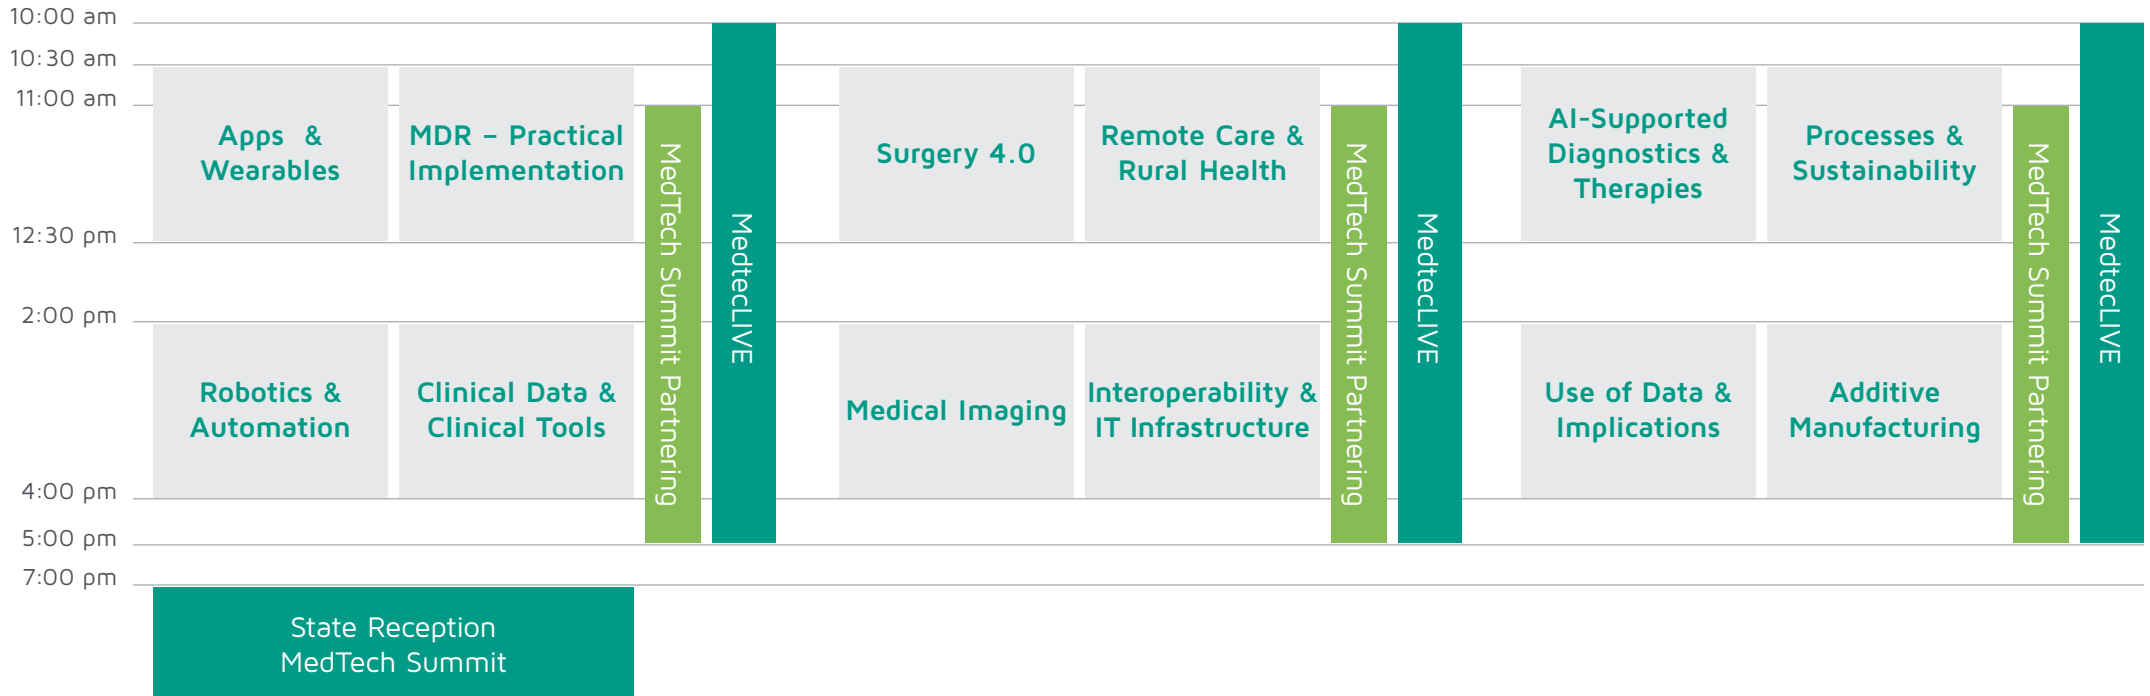 10:00 am
10:30 am
11:00 am
12:30 pm
2:00 pm
4:00 pm
5:00 pm
7:00 pm
Apps &
Wearables
MDR – Practical
Implementation
Robotics &
Automation
Clinical Data &
Clinical Tools
MedTech Summit Partnering
MedtecLIVE
State Reception
MedTech Summit
Surgery 4.0
Remote Care &
Rural Health
Medical Imaging
Interoperability &
IT Infrastructure
MedTech Summit Partnering
MedtecLIVE
AI-Supported
Diagnostics &
Therapies
Processes &
Sustainability
Use of Data &
Implications
Additive
Manufacturing
MedTech Summit Partnering
MedtecLIVE